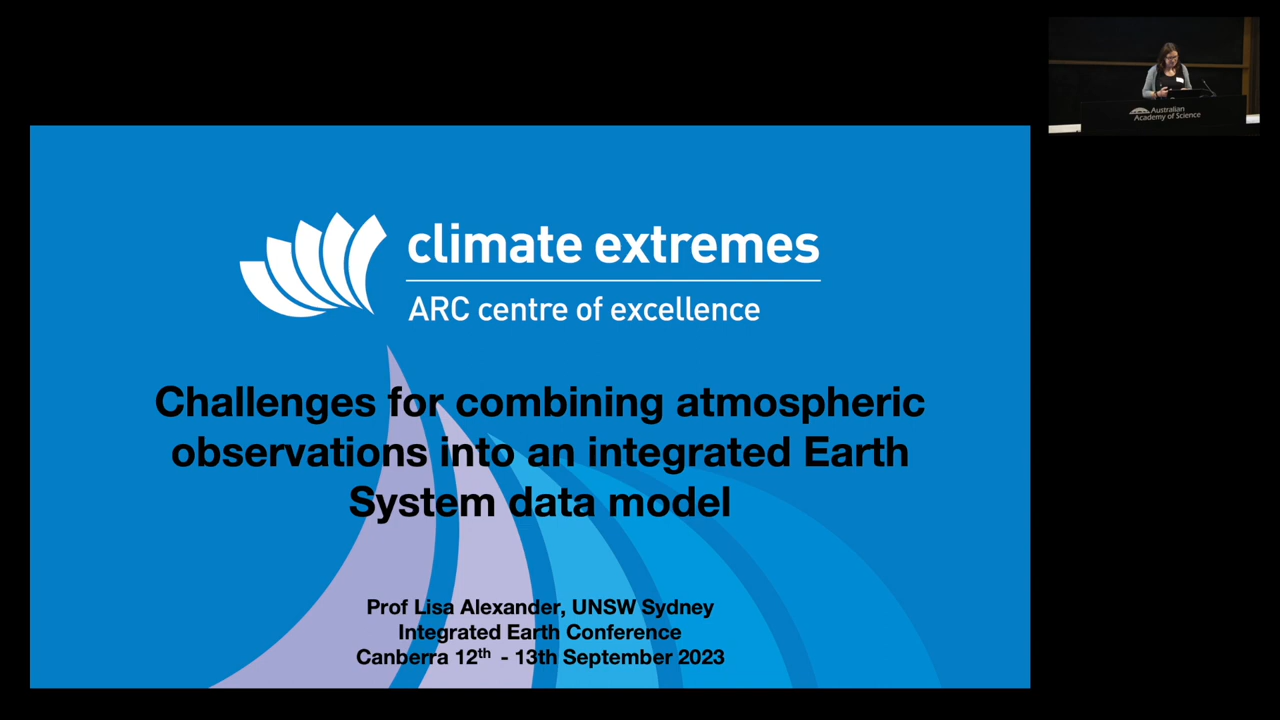 Australian
Academy of Science
climate extremes
ARC centre of excellence
Challenges for combining atmospheric
observations into an integrated Earth
System data model
Prof Lisa Alexander, UNSW Sydney
Integrated Earth Conference
Canberra 12th - 13th September 2023